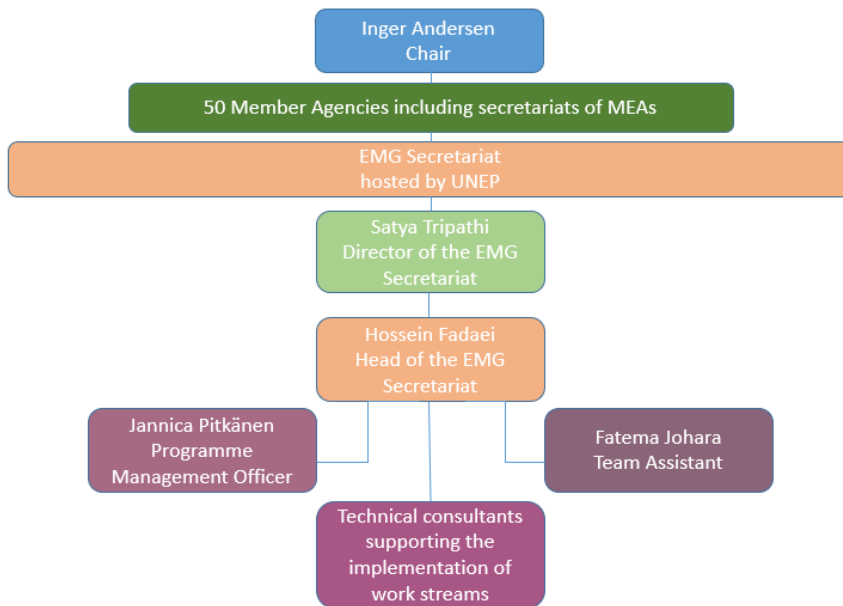 Inger Andersen
Chair
50 Member Agencies including secretariats of MEAs
EMG Secretariat
hosted by UNEP
Satya Tripathi
Director of the EMG
Secretariat
Hossein Fadaei
Head of the EMG
Secretariat
Jannica Pitkänen
Programme
Management Officer
Fatema Johara
Team Assistant
Technical consultants
supporting the
implementation of
work streams